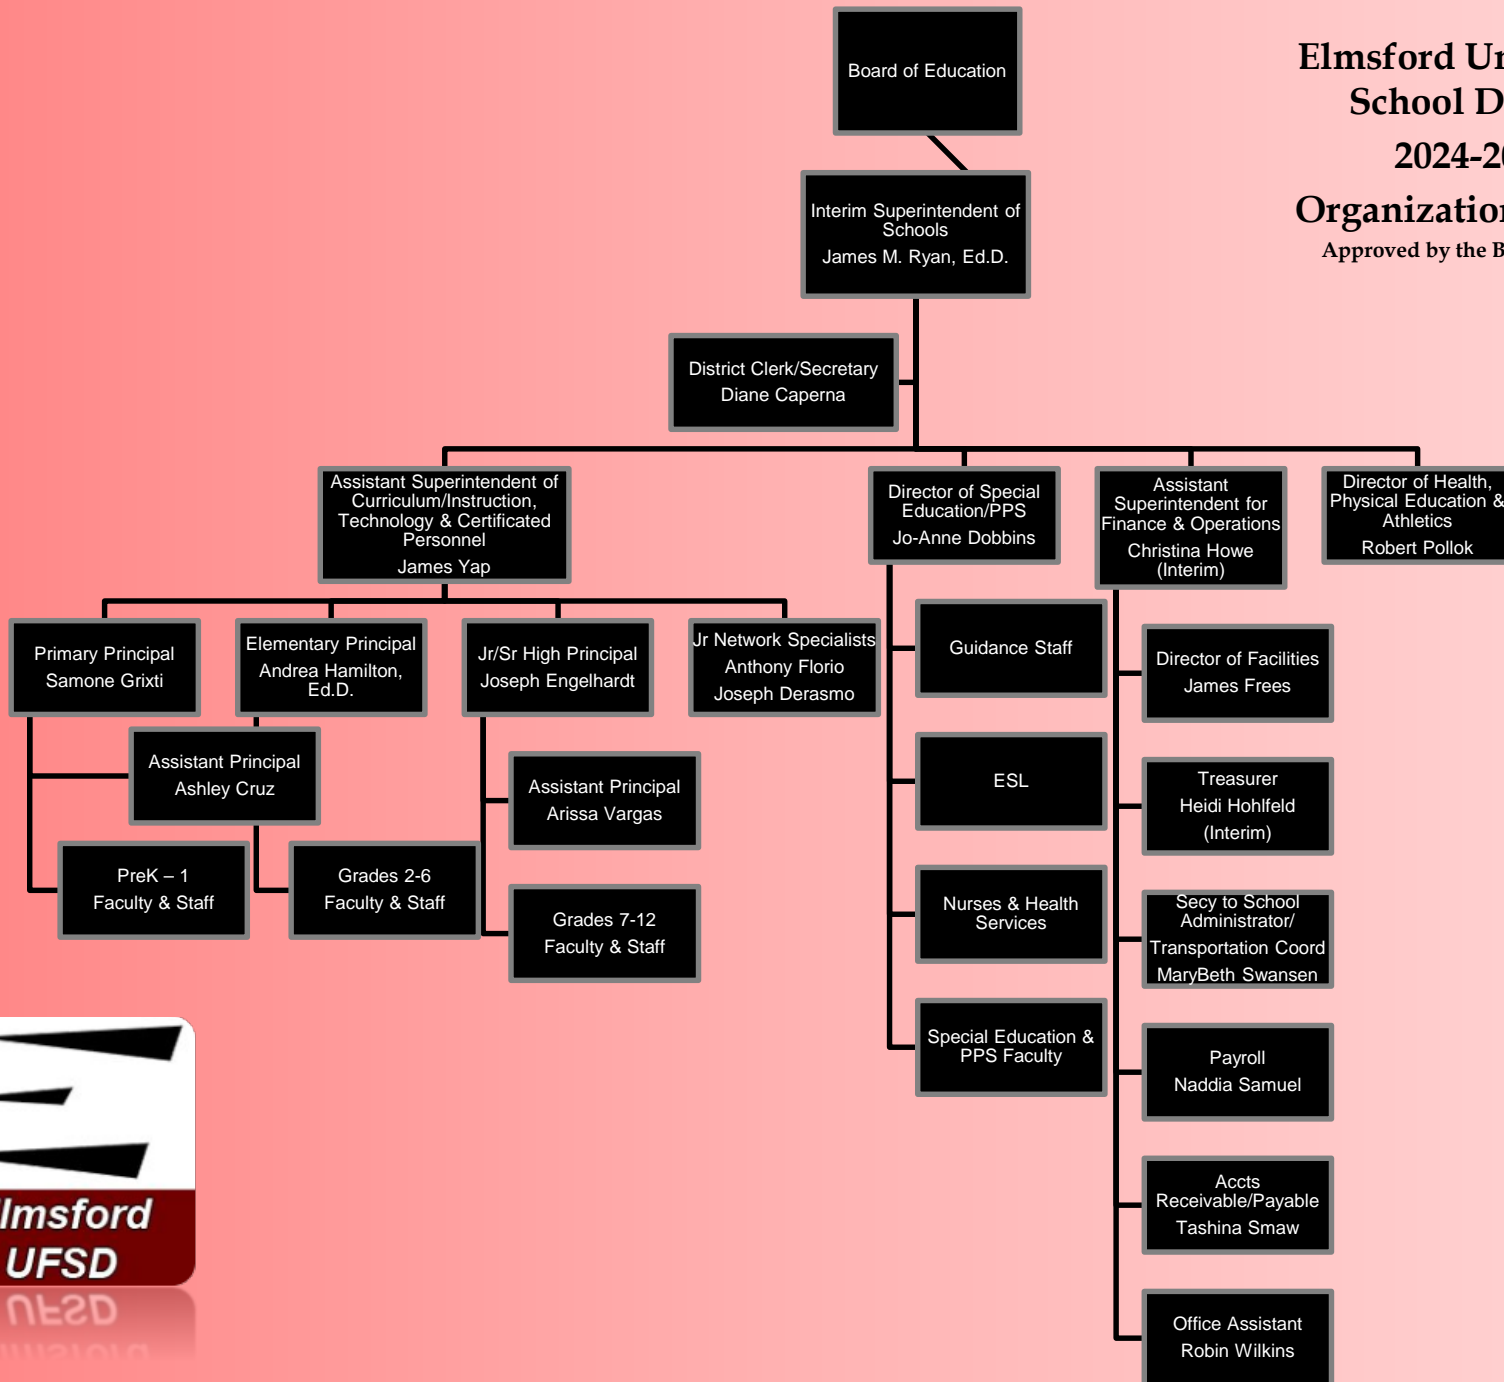 Board of Education
Elmsford
School
Interim Superintendent of
Schools
James M. Ryan, Ed.D.
Approved by the
District Clerk/Secretary
Diane Caperna
Assistant Superintendent of
Curriculum/Instruction,
Technology & Certificated
Personnel
James Yap
Director of Special
Education/PPS
Jo-Anne Dobbins
Assistant
Superintendent for
Finance & Operations
Christina Howe
(Interim)
Director of Health,
Physical Education &
Athletics
Robert Pollok
Primary Principal
Samone Grixti
Elementary Principal
Andrea Hamilton,
Ed.D.
Jr/Sr High Principal
Joseph Engelhardt
Jr Network Specialists
Anthony Florio
Joseph Derasmo
Assistant Principal
Ashley Cruz
Assistant Principal
Arissa Vargas
PreK – 1
Faculty & Staff
Grades 2-6
Faculty & Staff
Grades 7-12
Faculty & Staff
Guidance Staff
ESL
Nurses & Health
Services
Special Education &
PPS Faculty
Director of Facilities
James Frees
Treasurer
Heidi Hohlfeld
(Interim)
Secy to School
Administrator/
Transportation Coord
MaryBeth Swansen
Payroll
Naddia Samuel
Accts
Receivable/Payable
Tashina Smaw
Office Assistant
Robin Wilkins
lmsford
UFSD